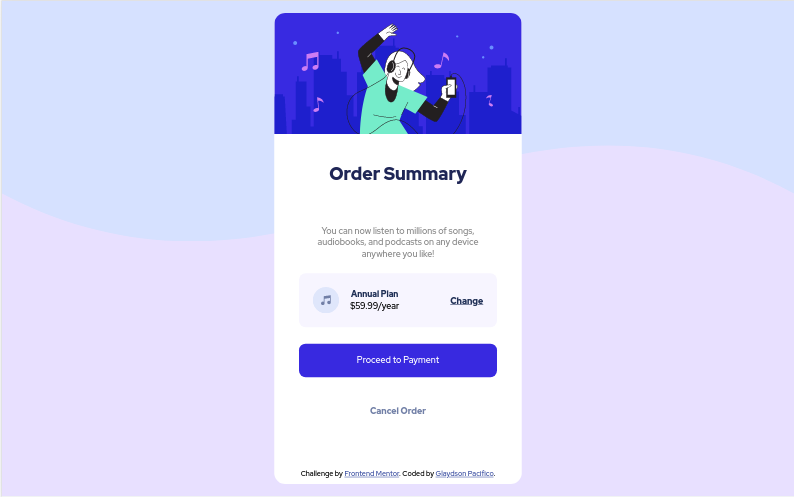 Order Summary
You can now listen to millions of songs,
audiobooks, and podcasts on any device
anywhere you like!
Annual Plan
$59.99/year
Change
Proceed to Payment
Cancel Order
Challenge by Frontend Mentor. Coded by Glaydson Pacífico.